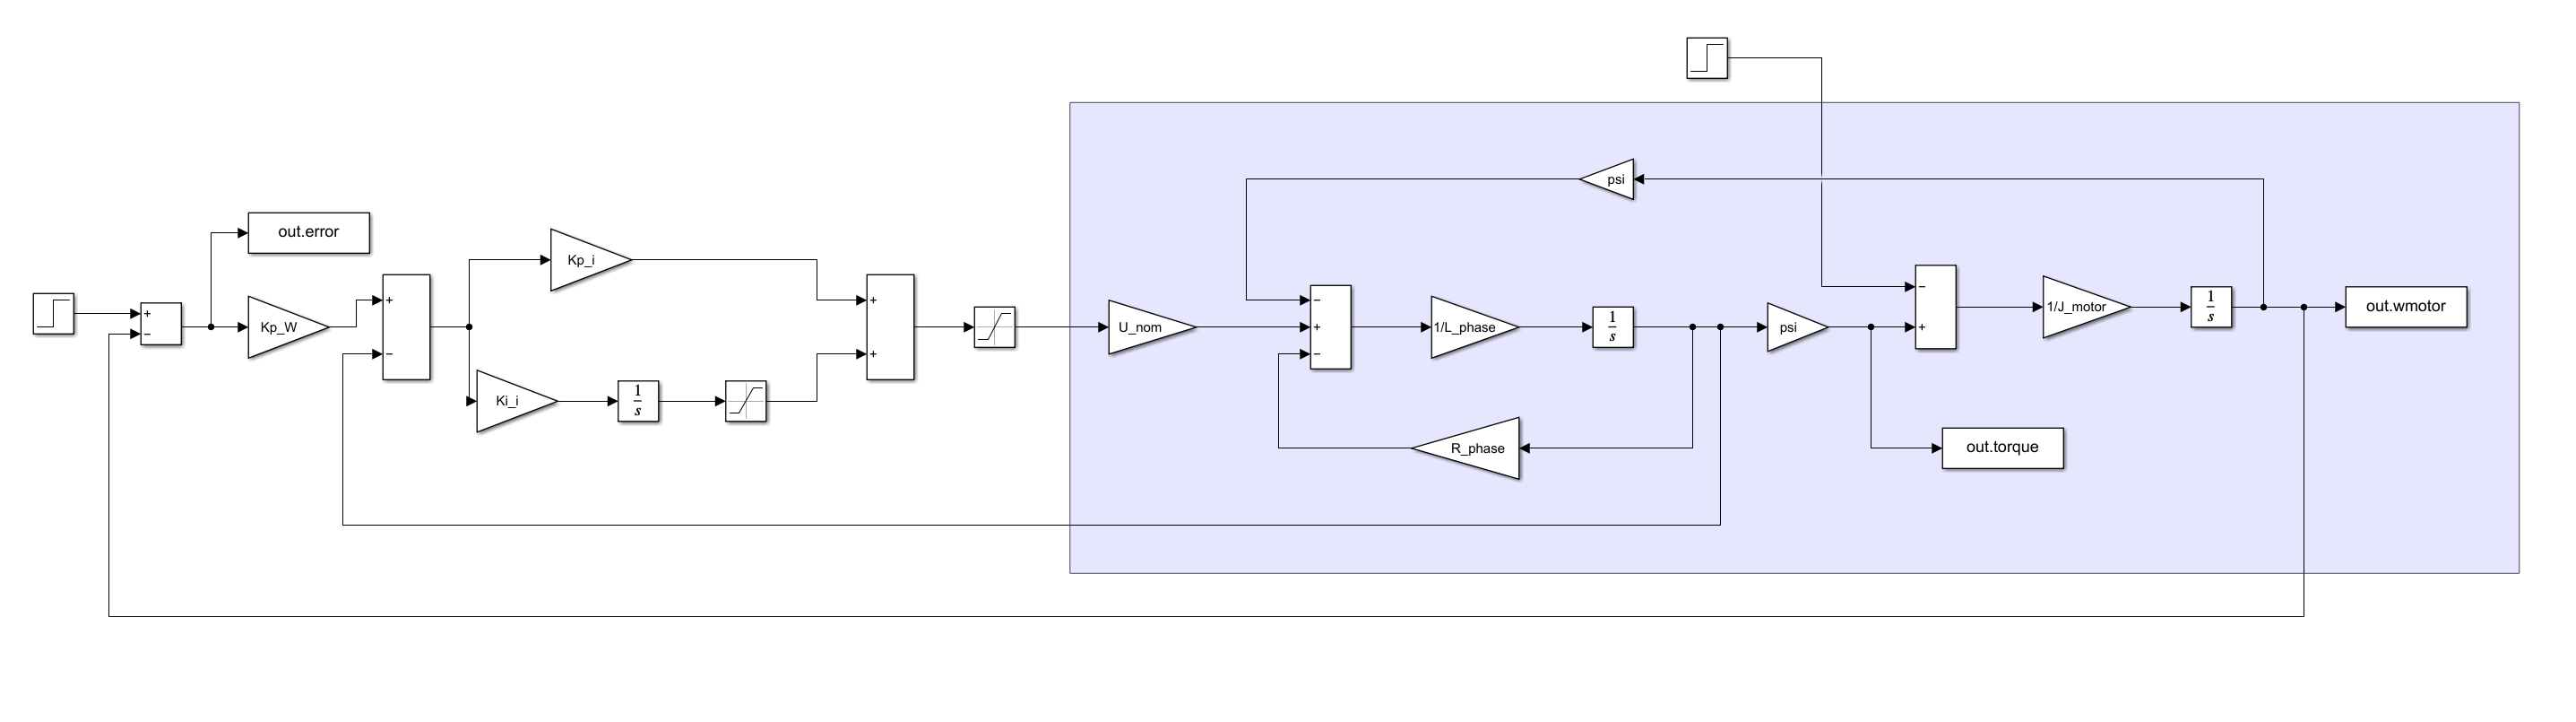 psi
out.error
Kp_i
+
−
Kp_W
+
−
+
+
U_nom
−
+
−
1/L_phase
1
s
psi
−
+
1/J_motor
1
s
out.wmotor
Ki_i
1
s
R_phase
out.torque